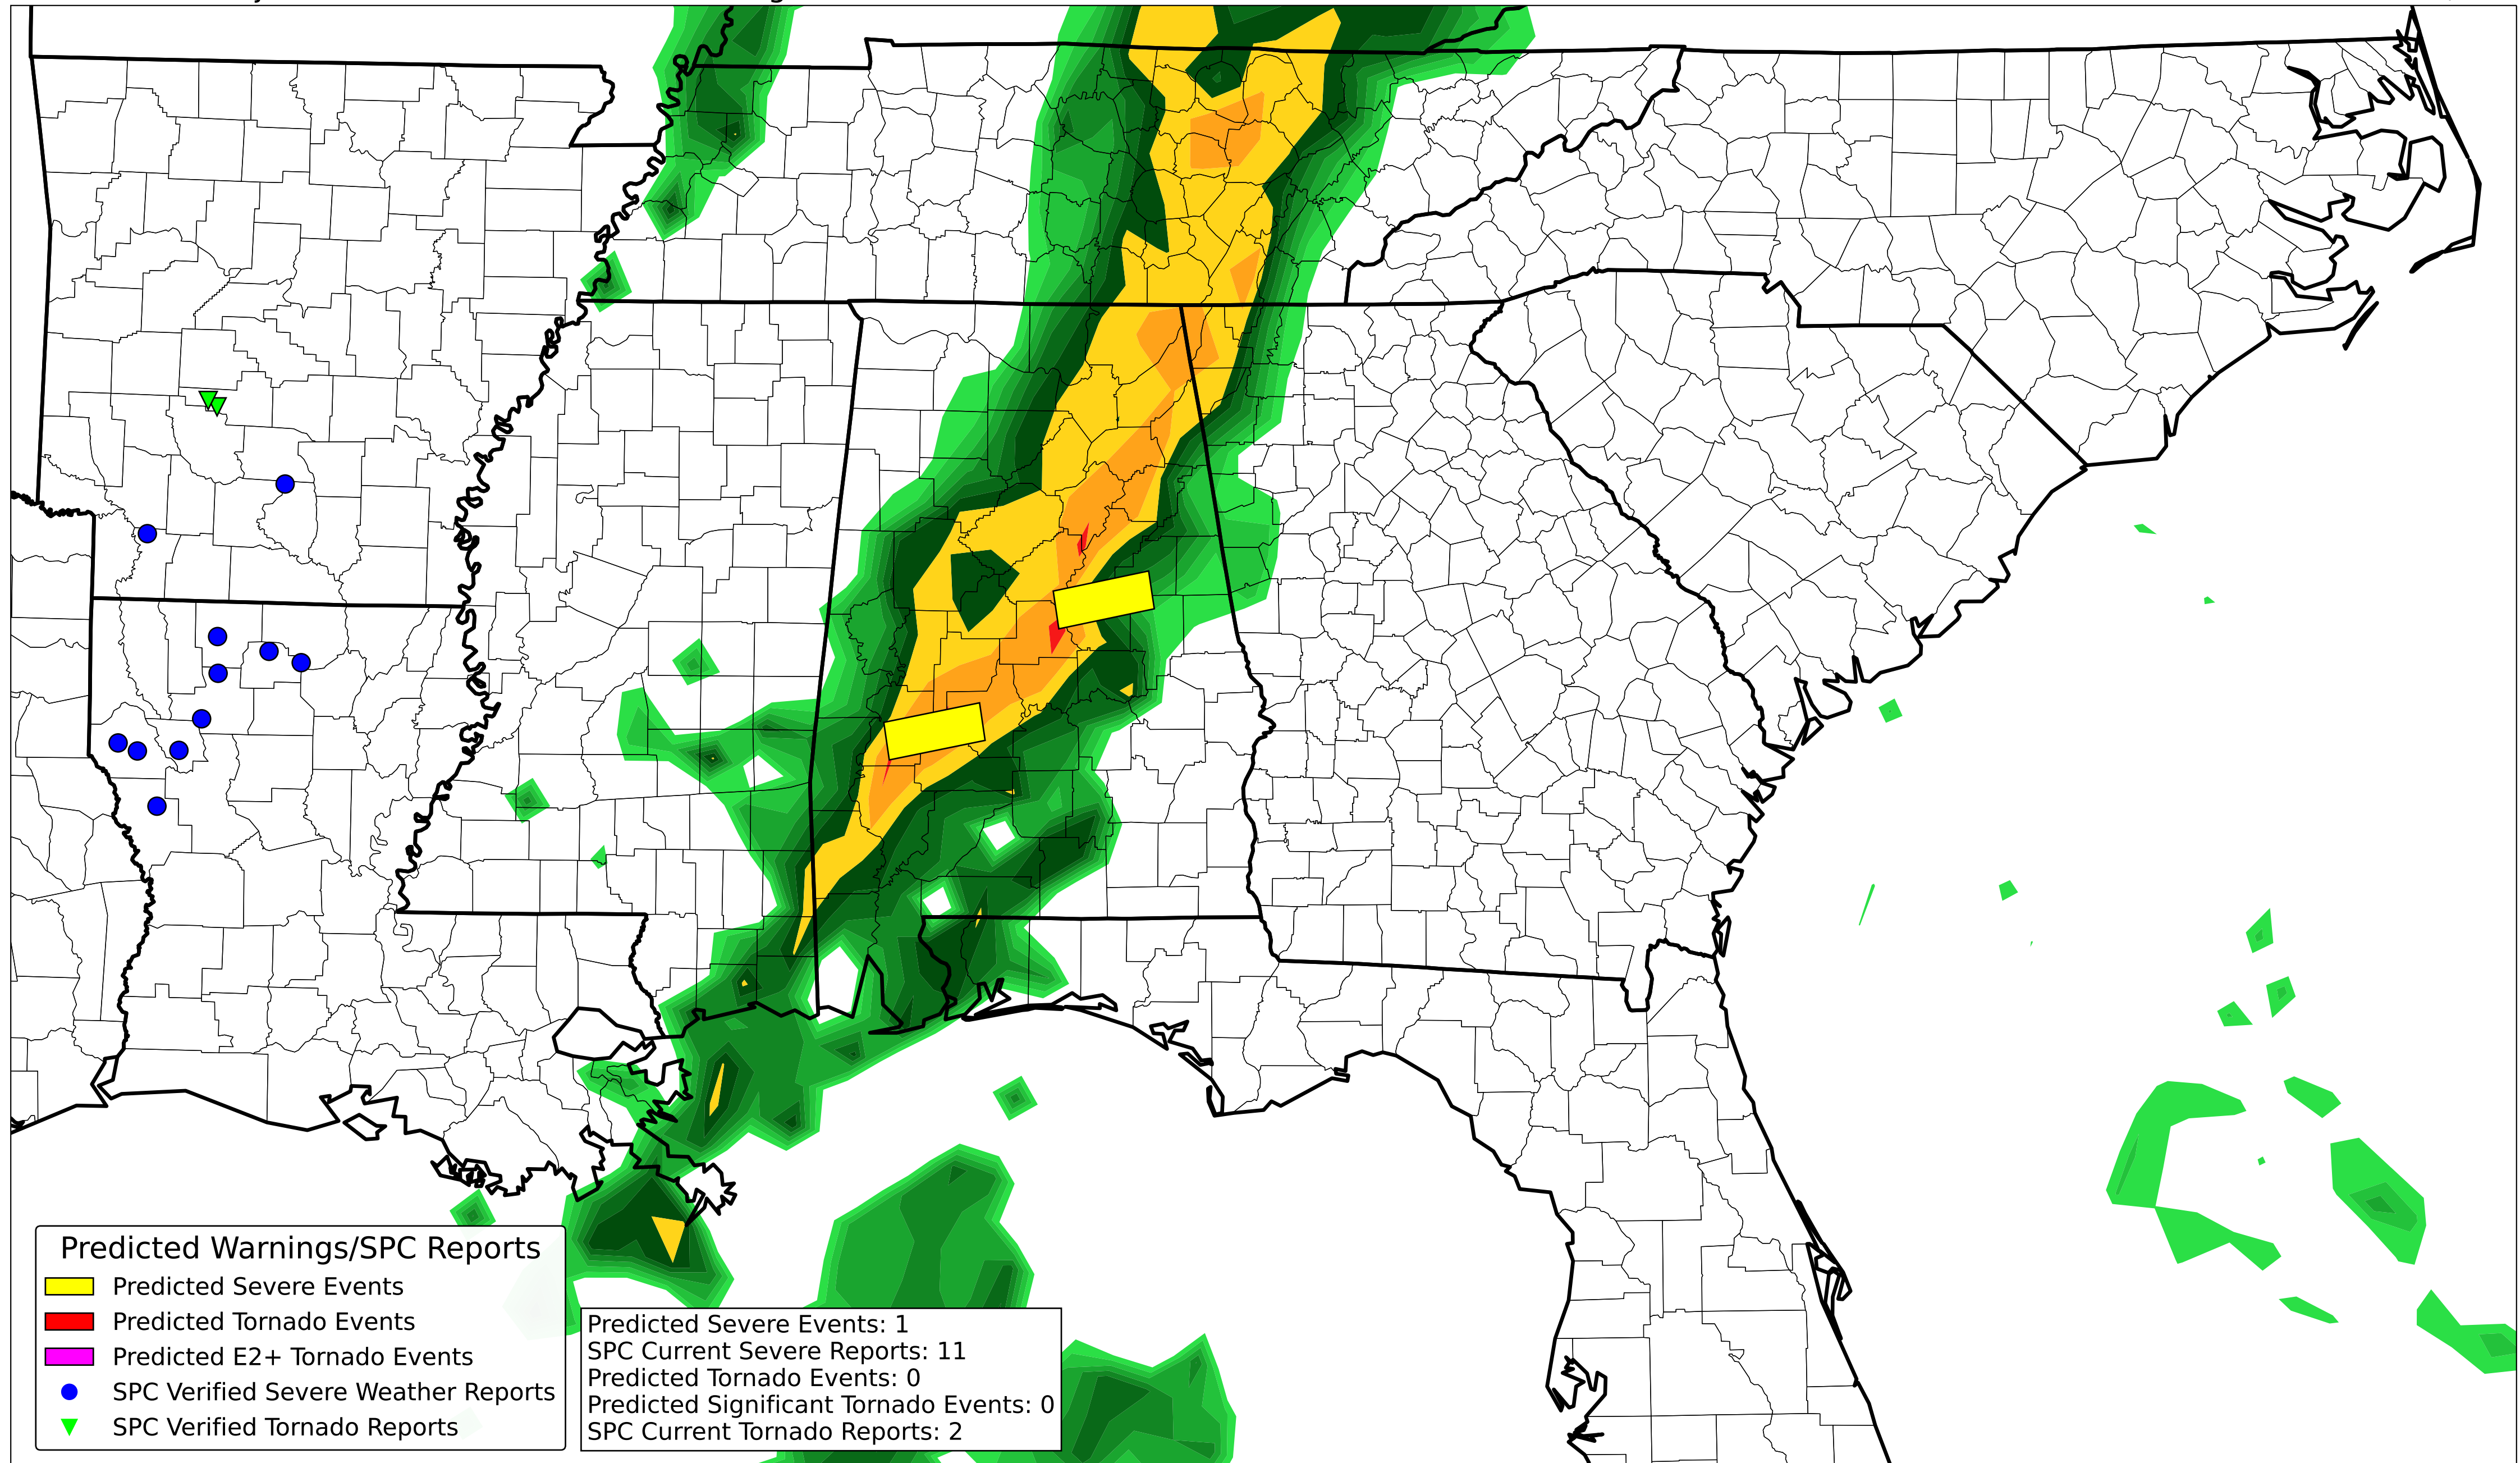 Predicted Warnings/SPC Reports
Predicted Severe Events
Predicted Tornado Events
Predicted E2+ Tornado Events
SPC Verified Severe Weather Reports
SPC Verified Tornado Reports
Predicted Severe Events: 1
SPC Current Severe Reports: 11
Predicted Tornado Events: 0
Predicted Significant Tornado Events: 0
SPC Current Tornado Reports: 2